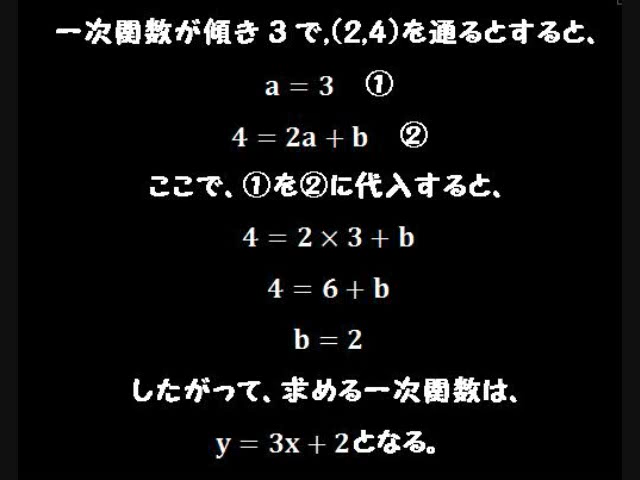 一次関数が傾き3で,(2,4)を通るとすると、
a = 3 ①
4 = 2a + b ②
ここで、①を②に代入すると、
4 = 2 × 3 + b
4 = 6 + b
b = 2
したがって、求める一次関数は、
y = 3x + 2となる。